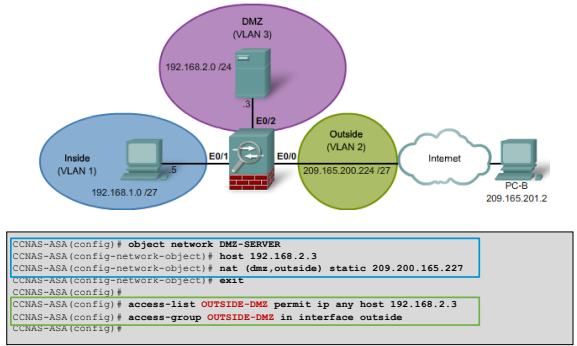 DMZ
(VLAN 3)
192.168.2.0 /24
.3
E0/2
Inside
(VLAN 1)
.5
E0/1
E0/0
192.168.1.0 /27
Outside
(VLAN 2)
209.165.200.224 /27
Internet
PC-B
209.165.201.2
CCNAS-ASA(config)# object network DMZ-SERVER
CCNAS-ASA(config-network-object)# host 192.168.2.3
CCNAS-ASA(config-network-object)# nat (dmz,outside) static 209.200.165.227
CCNAS-ASA(config-network-object)# exit
CCNAS-ASA(config)#
CCNAS-ASA(config)# access-list OUTSIDE-DMZ permit ip any host 192.168.2.3
CCNAS-ASA(config)# access-group OUTSIDE-DMZ in interface outside
CCNAS-ASA(config)#